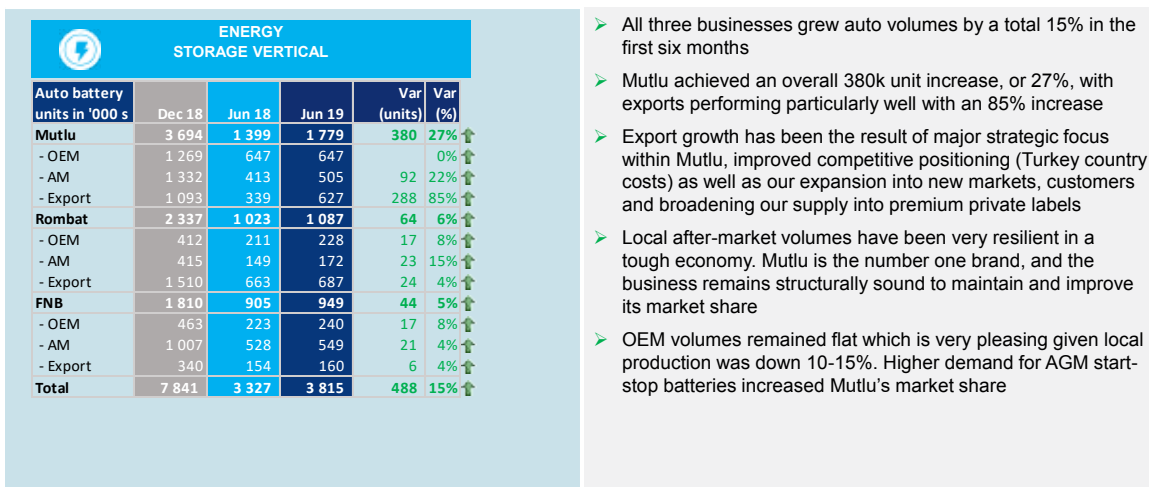 ENERGY
STORAGE VERTICAL
Auto battery Var Var
units in '000 s Dec 18 Jun 18 Jun 19 (units) (%)
Mutlu 3 694 1 399 1 779 380 27%
- OEM 1 269 647 647 0%
- AM 1 332 413 505 92 22%
- Export 1 093 339 627 288 85%
Rombat 2 337 1 023 1 087 64 6%
- OEM 412 211 228 17 8%
- AM 415 149 172 23 15%
- Export 1 510 663 687 24 4%
FNB 1 810 905 949 44 5%
- OEM 463 223 240 17 8%
- AM 1 007 528 549 21 4%
- Export 340 154 160 6 4%
Total 7 841 3 327 3 815 488 15%
All three businesses grew auto volumes by a total 15% in the
first six months
Mutlu achieved an overall 380k unit increase, or 27%, with
exports performing particularly well with an 85% increase
Export growth has been the result of major strategic focus
within Mutlu, improved competitive positioning (Turkey country
costs) as well as our expansion into new markets, customers
and broadening our supply into premium private labels
Local after-market volumes have been very resilient in a
tough economy. Mutlu is the number one brand, and the
business remains structurally sound to maintain and improve
its market share
OEM volumes remained flat which is very pleasing given local
production was down 10-15%. Higher demand for AGM start-
stop batteries increased Mutlu's market share